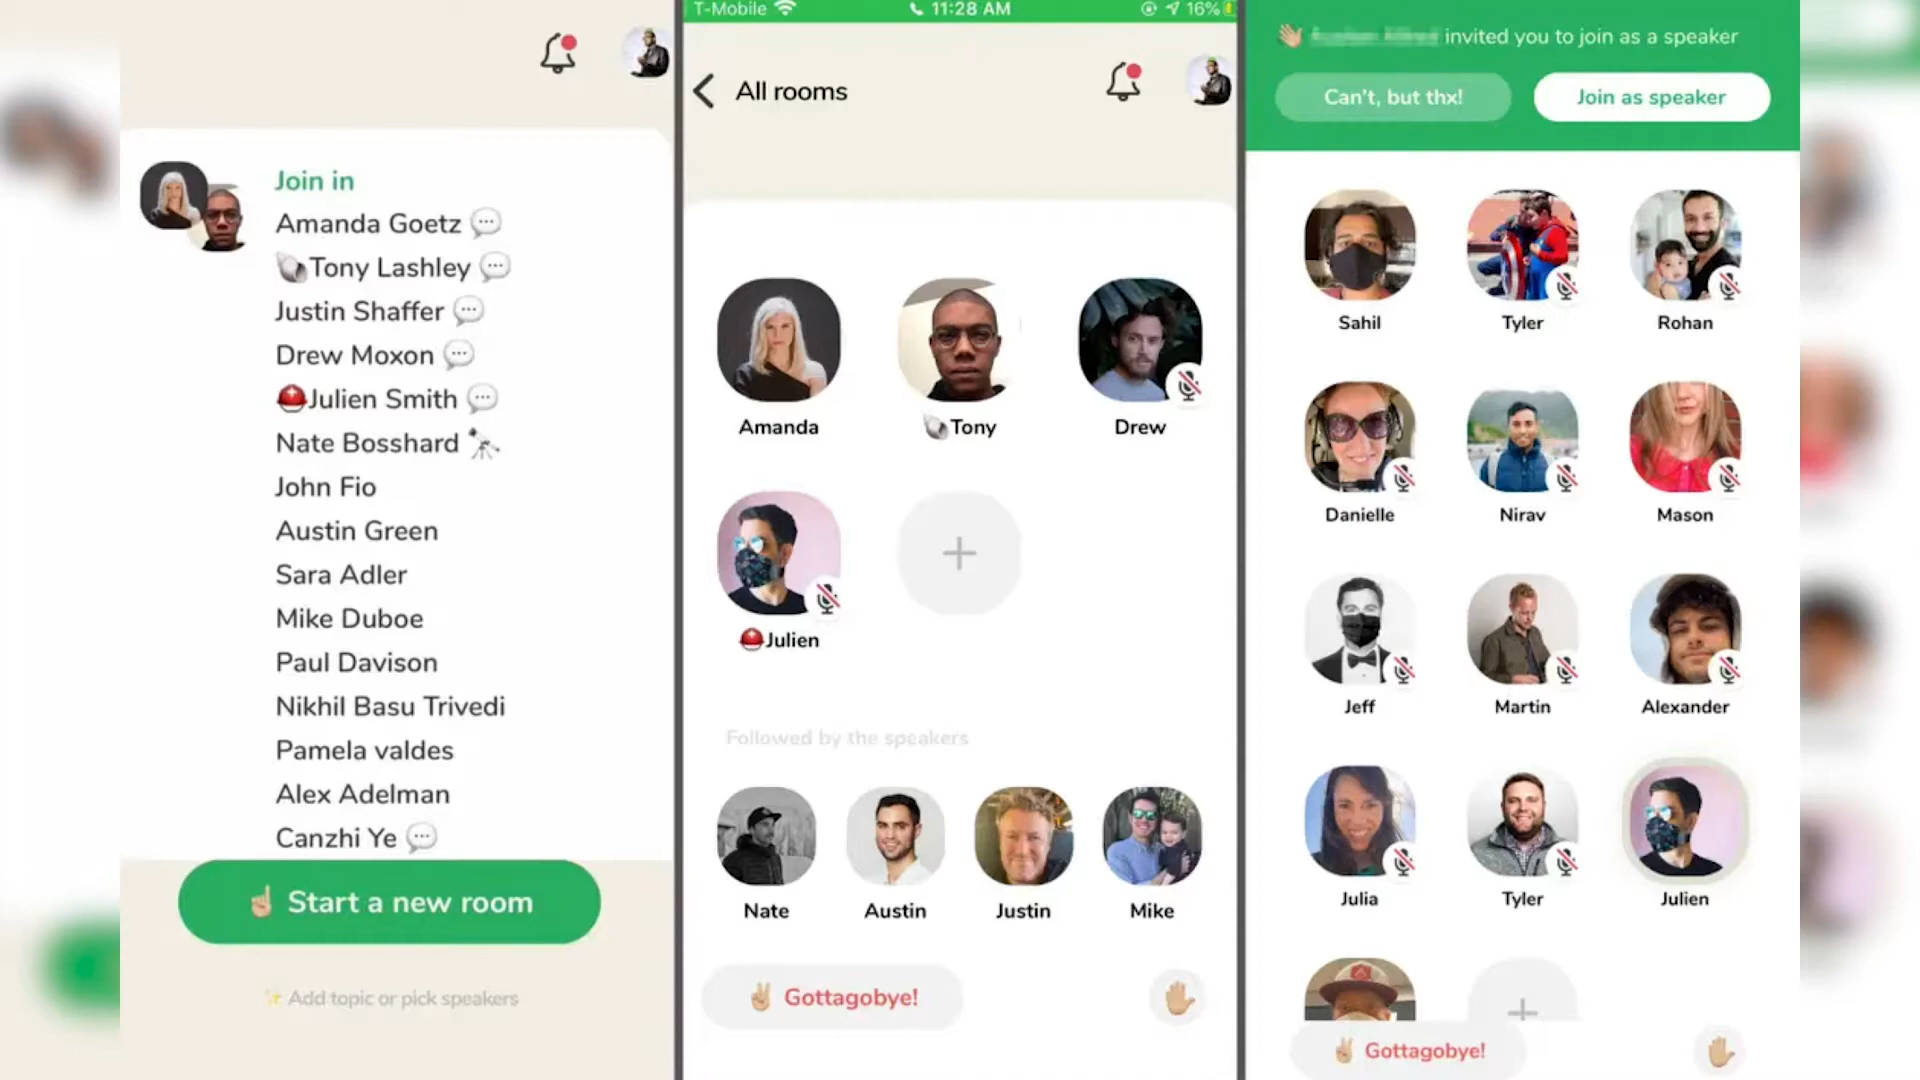 Join in
Amanda Goetz
Tony Lashley
Justin Shaffer
Drew Moxon
Julien Smith
Nate Bosshard
John Fio
Austin Green
Sara Adler
Mike Duboe
Paul Davison
Nikhil Basu Trivedi
Pamela valdes
Alex Adelman
Canzhi Ye
Start a new room
Add topic or pick speakers
T-Mobile 11:28 AM 16%
All rooms
Amanda Tony Drew
Julien
Followed by the speakers
Nate Austin Justin Mike
Gottagobye!
invited you to join as a speaker
Can't, but thx! Join as speaker
Sahil Tyler Rohan
Danielle Nirav Mason
Jeff Martin Alexander
Julia Tyler Julien
Gottagobye!